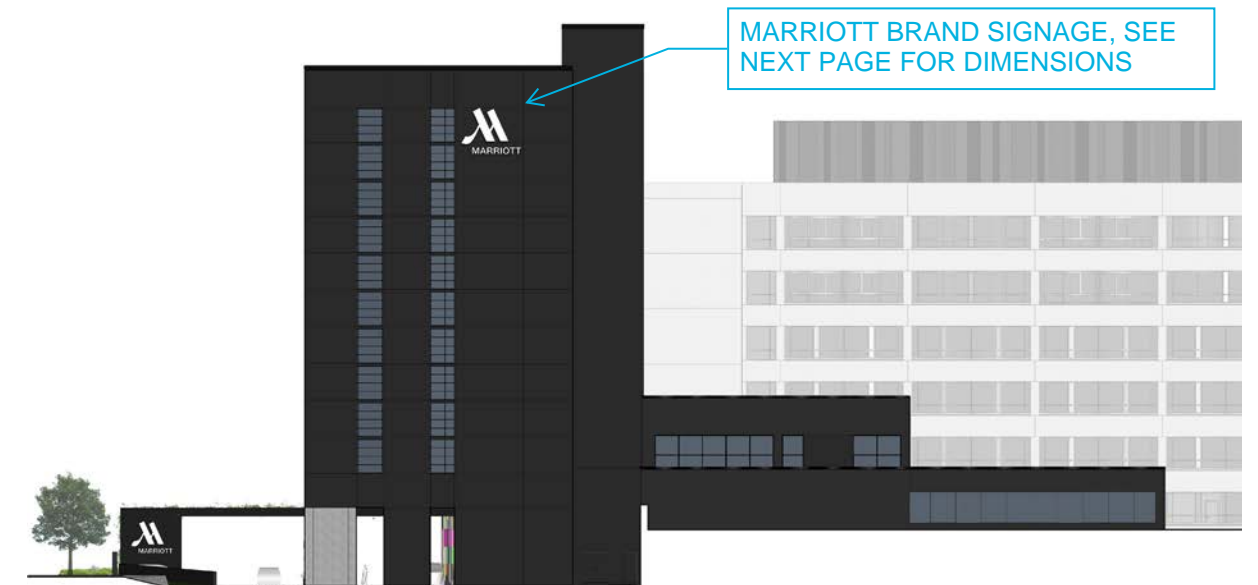 MARRIOTT BRAND SIGNAGE, SEE
NEXT PAGE FOR DIMENSIONS
MARRIOTT
MARRIOTT